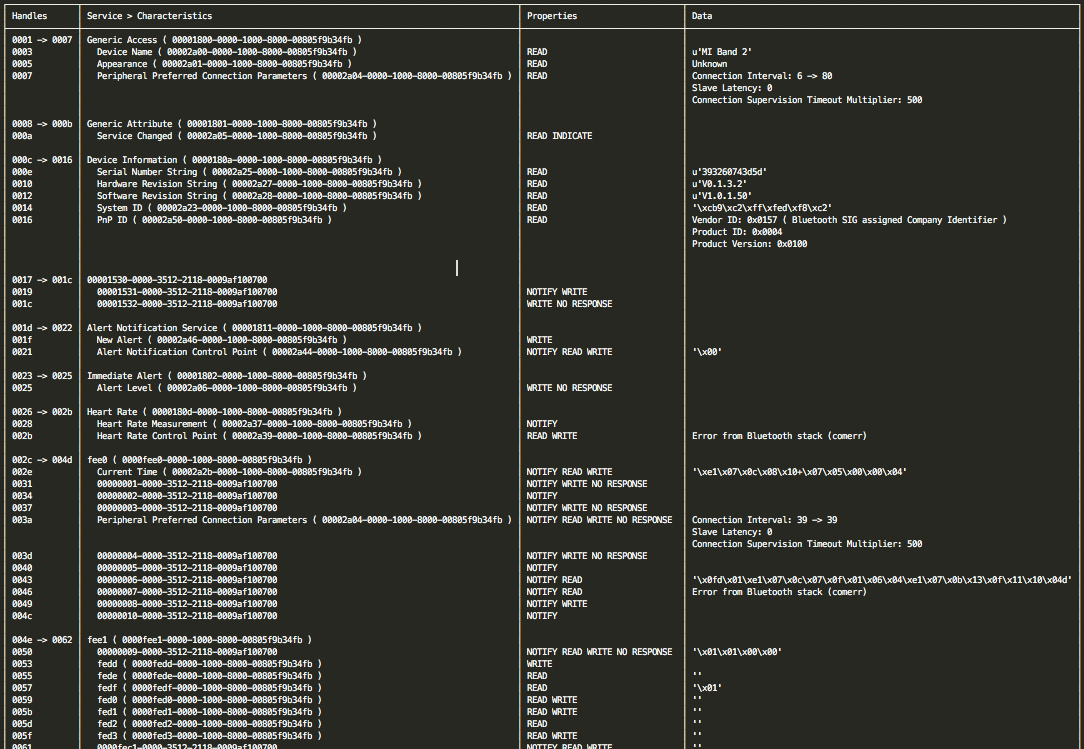 Handles Service > Characteristics Properties Data
0001 -> 0007 Generic Access ( 00001800-0000-1000-8000-00805f9b34fb )
0003 Device Name ( 00002a00-0000-1000-8000-00805f9b34fb ) READ u'MI Band 2'
0005 Appearance ( 00002a01-0000-1000-8000-00805f9b34fb ) READ Unknown
0007 Peripheral Preferred Connection Parameters ( 00002a04-0000-1000-8000-00805f9b34fb ) READ Connection Interval: 6 -> 80
Slave Latency: 0
Connection Supervision Timeout Multiplier: 500
0008 -> 000b Generic Attribute ( 00001801-0000-1000-8000-00805f9b34fb )
000a Service Changed ( 00002a05-0000-1000-8000-00805f9b34fb ) READ INDICATE
000c -> 0016 Device Information ( 0000180a-0000-1000-8000-00805f9b34fb )
000e Serial Number String ( 00002a25-0000-1000-8000-00805f9b34fb ) READ u'393260743d5d'
0010 Hardware Revision String ( 00002a27-0000-1000-8000-00805f9b34fb ) READ u'V0.1.3.2'
0012 Software Revision String ( 00002a28-0000-1000-8000-00805f9b34fb ) READ u'V1.0.1.50'
0014 System ID ( 00002a23-0000-1000-8000-00805f9b34fb ) READ '\xcb9\xc2\xff\xfed\xf8\xc2'
0016 PnP ID ( 00002a50-0000-1000-8000-00805f9b34fb ) READ Vendor ID: 0x0157 ( Bluetooth SIG assigned Company Identifier )
Product ID: 0x0004
Product Version: 0x0100
0017 -> 001c 00001530-0000-3512-2118-0009af100700
0019 00001531-0000-3512-2118-0009af100700 NOTIFY WRITE
001c 00001532-0000-3512-2118-0009af100700 WRITE NO RESPONSE
001d -> 0022 Alert Notification Service ( 00001811-0000-1000-8000-00805f9b34fb )
001f New Alert ( 00002a46-0000-1000-8000-00805f9b34fb ) WRITE
0021 Alert Notification Control Point ( 00002a44-0000-1000-8000-00805f9b34fb ) NOTIFY READ WRITE '\x00'
0023 -> 0025 Immediate Alert ( 00001802-0000-1000-8000-00805f9b34fb )
0025 Alert Level ( 00002a06-0000-1000-8000-00805f9b34fb ) WRITE NO RESPONSE
0026 -> 002b Heart Rate ( 0000180d-0000-1000-8000-00805f9b34fb )
0028 Heart Rate Measurement ( 00002a37-0000-1000-8000-00805f9b34fb ) NOTIFY
002b Heart Rate Control Point ( 00002a39-0000-1000-8000-00805f9b34fb ) READ WRITE Error from Bluetooth stack (comerr)
002c -> 004d fee0 ( 0000fee0-0000-1000-8000-00805f9b34fb )
002e Current Time ( 00002a2b-0000-1000-8000-00805f9b34fb ) NOTIFY READ WRITE '\xe1\x07\x0c\x08\x10+\x07\x05\x00\x00\x04'
0031 00000001-0000-3512-2118-0009af100700 NOTIFY WRITE NO RESPONSE
0034 00000002-0000-3512-2118-0009af100700 NOTIFY
0037 00000003-0000-3512-2118-0009af100700 NOTIFY WRITE NO RESPONSE
003a Peripheral Preferred Connection Parameters ( 00002a04-0000-1000-8000-00805f9b34fb ) NOTIFY READ WRITE NO RESPONSE Connection Interval: 39 -> 39
Slave Latency: 0
Connection Supervision Timeout Multiplier: 500
003d 00000004-0000-3512-2118-0009af100700 NOTIFY WRITE NO RESPONSE
0040 00000005-0000-3512-2118-0009af100700 NOTIFY
0043 00000006-0000-3512-2118-0009af100700 NOTIFY READ '\x0fd\x01\xe1\x07\x0c\x07\x0f\x01\x06\x04\xe1\x07\x0b\x13\x0f\x11\x10\x04d'
0046 00000007-0000-3512-2118-0009af100700 NOTIFY READ Error from Bluetooth stack (comerr)
0049 00000008-0000-3512-2118-0009af100700 NOTIFY WRITE
004c 00000010-0000-3512-2118-0009af100700 NOTIFY
004e -> 0062 fee1 ( 0000fee1-0000-1000-8000-00805f9b34fb )
0050 00000009-0000-3512-2118-0009af100700 NOTIFY READ WRITE NO RESPONSE '\x01\x01\x00\x00'
0053 fedd ( 0000fedd-0000-1000-8000-00805f9b34fb ) WRITE
0055 fede ( 0000fede-0000-1000-8000-00805f9b34fb ) READ ''
0057 fedf ( 0000fedf-0000-1000-8000-00805f9b34fb ) READ '\x01'
0059 fed0 ( 0000fed0-0000-1000-8000-00805f9b34fb ) READ WRITE ''
005b fed1 ( 0000fed1-0000-1000-8000-00805f9b34fb ) READ WRITE ''
005d fed2 ( 0000fed2-0000-1000-8000-00805f9b34fb ) READ ''
005f fed3 ( 0000fed3-0000-1000-8000-00805f9b34fb ) READ WRITE ''
0061 0000fec1-0000-3512-2118-0009af100700 NOTIFY READ WRITE ''